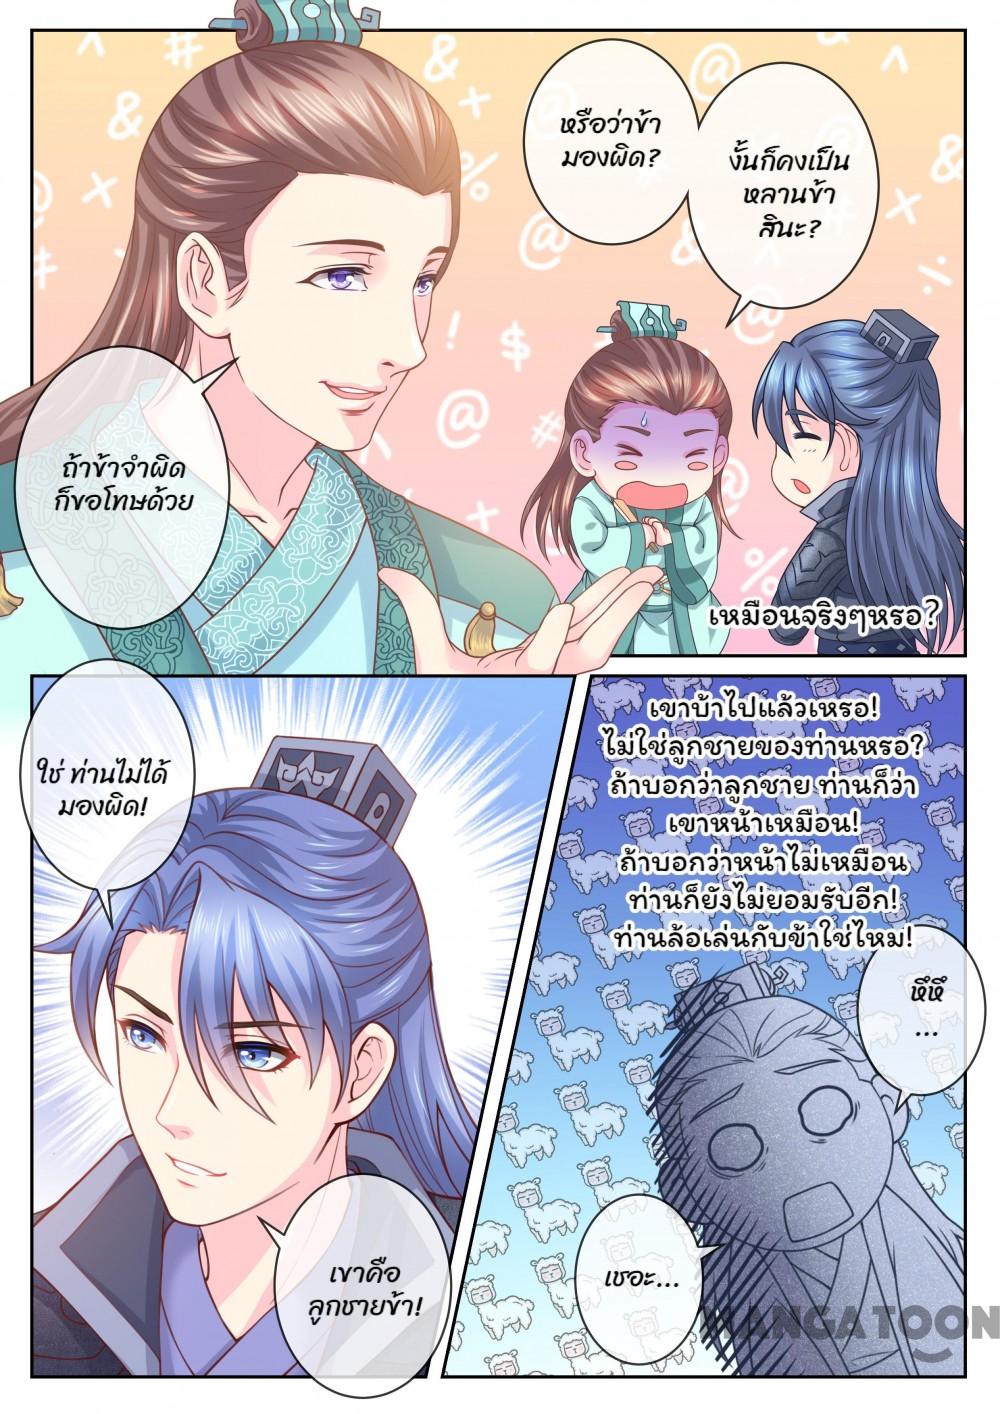 หรือว่าข้า
มองผิด?
งั้นก็คงเป็น
หลานข้า
สินะ?
ถ้าข้าจำผิด
ก็ขอโทษด้วย
เหมือนจริงๆหรอ?
ใช่ ท่านไม่ได้
มองผิด!
เขาคือ
ลูกชายข้า!
เขาบ้าไปแล้วเหรอ!
ไม่ใช่ลูกชายของท่านหรอ?
ถ้าบอกว่าลูกชาย ท่านก็ว่า
เขาหน้าเหมือน!
ถ้าบอกว่าหน้าไม่เหมือน
ท่านก็ยังไม่ยอมรับอีก!
ท่านล้อเล่นกับข้าใช่ไหม!
หึหึ
...
เชอะ...
MANGATOON